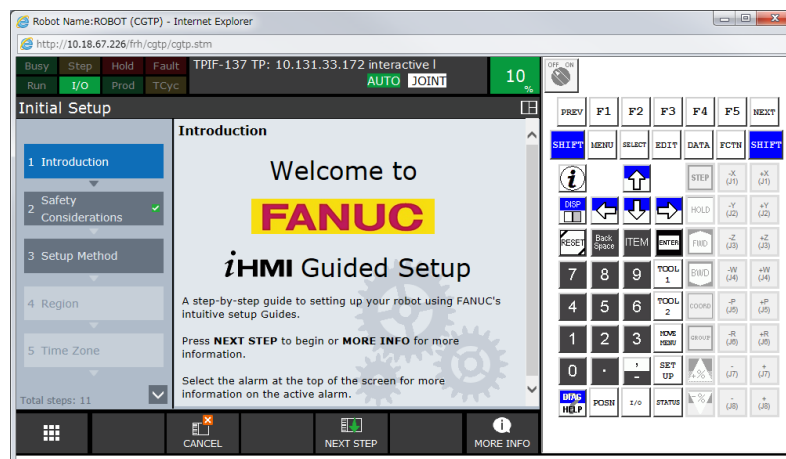 Robot Name:ROBOT (CGTP) - Internet Explorer
http://10.18.67.226/frh/cgtp/cgtp.stm
Busy Step Hold Fault TPIF-137 TP: 10.131.33.172 interactive l
Run I/O Prod TCyc AUTO JOINT 10 %
Initial Setup
1 Introduction
2 Safety Considerations
3 Setup Method
4 Region
5 Time Zone
Total steps: 11
Introduction
Welcome to
FANUC
iHMI Guided Setup
A step-by-step guide to setting up your robot using FANUC's
intuitive setup Guides.
Press NEXT STEP to begin or MORE INFO for more
information.
Select the alarm at the top of the screen for more
information on the active alarm.
CANCEL NEXT STEP MORE INFO
OFF ON
PREV F1 F2 F3 F4 F5 NEXT
SHIFT MENU SELECT EDIT DATA FCTN SHIFT
i STEP -X (J1) +X (J1)
DISP HOLD -Y (J2) +Y (J2)
RESET Back Space ITEM ENTER FWD -Z (J3) +Z (J3)
7 8 9 TOOL 1 BWD -W (J4) +W (J4)
4 5 6 TOOL 2 COORD -P (J5) +P (J5)
1 2 3 MOVE MENU GROUP -R (J6) +R (J6)
0 . , - SET UP +% - (J7) + (J7)
DIAG HELP POSN I/O STATUS -% - (J8) + (J8)